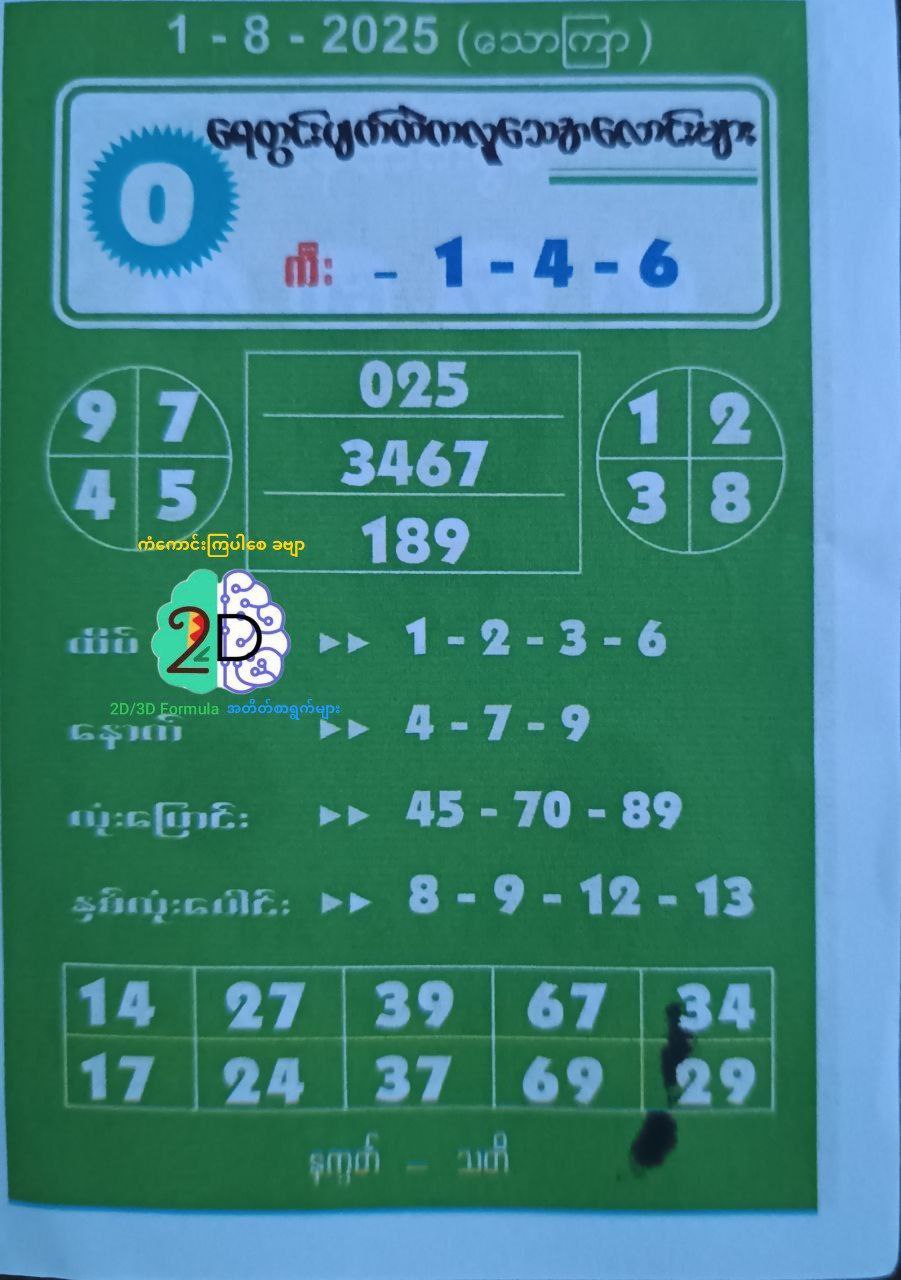 1 - 8 - 2025 (သောကြာ)
ရေတွင်းပျက်ထဲကလူသေခါလောင်းများ
0
ကီး - 1 - 4 - 6
9 7
4 5
025
3467
189
1 2
3 8
ကံကောင်းကြပါစေ ခဗျာ
2D
2D/3D Formula အတိတ်စာရွက်များ
ထိပ် ▸▸ 1 - 2 - 3 - 6
နောက် ▸▸ 4 - 7 - 9
လုံးပြောင်း ▸▸ 45 - 70 - 89
နှစ်လုံးပေါင်း ▸▸ 8 - 9 - 12 - 13
14 27 39 67 34
17 24 37 69 29
နက္ခတ် - သတိ